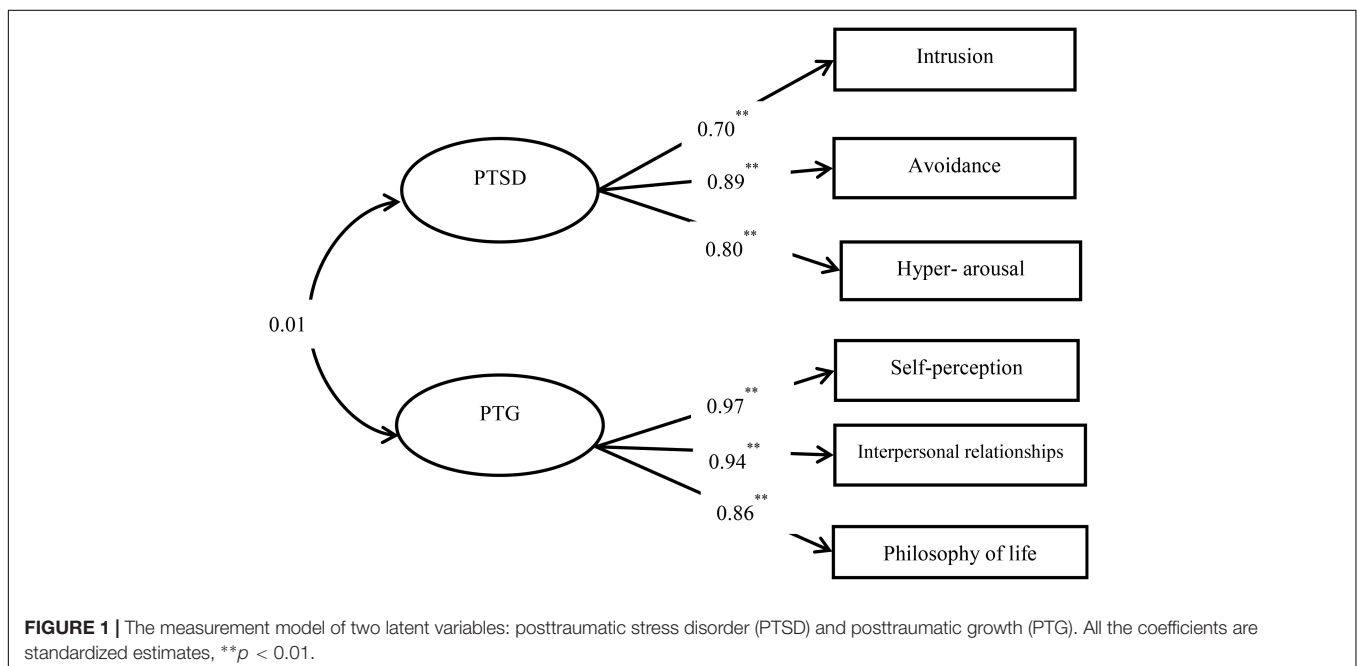 Intrusion
0.70**
PTSD
0.89**
Avoidance
0.80**
Hyper- arousal
0.01
Self-perception
0.97**
PTG
0.94**
Interpersonal relationships
0.86**
Philosophy of life
FIGURE 1 | The measurement model of two latent variables: posttraumatic stress disorder (PTSD) and posttraumatic growth (PTG). All the coefficients are
standardized estimates, **p < 0.01.